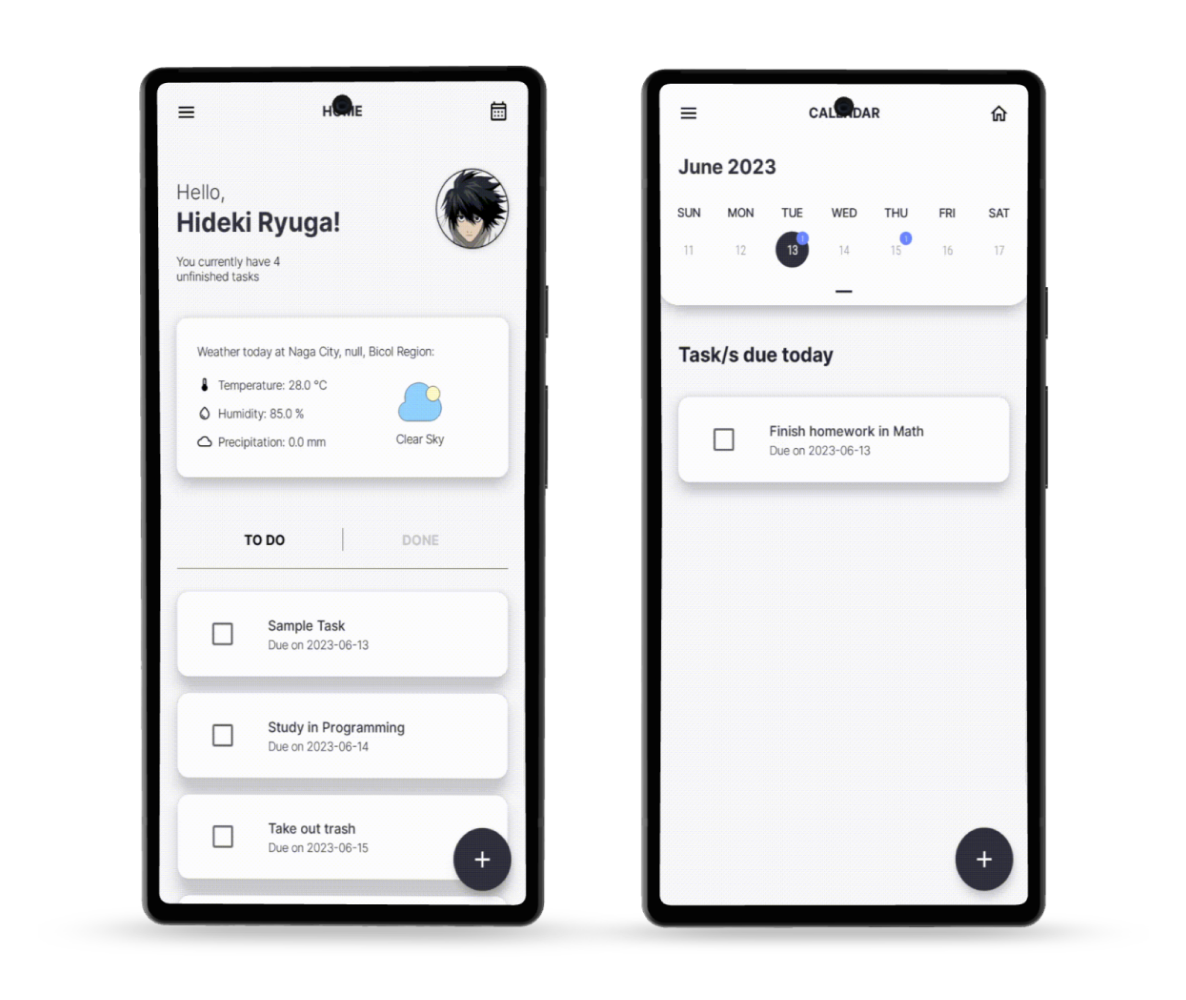 HOME
Hello,
Hideki Ryuga!
You currently have 4
unfinished tasks
Weather today at Naga City, null, Bicol Region:
Temperature: 28.0 °C
Humidity: 85.0 %
Precipitation: 0.0 mm
Clear Sky
TO DO
DONE
Sample Task
Due on 2023-06-13
Study in Programming
Due on 2023-06-14
Take out trash
Due on 2023-06-15
+
CALENDAR
June 2023
SUN MON TUE WED THU FRI SAT
11 12 13 14 15 16 17
Task/s due today
Finish homework in Math
Due on 2023-06-13
+